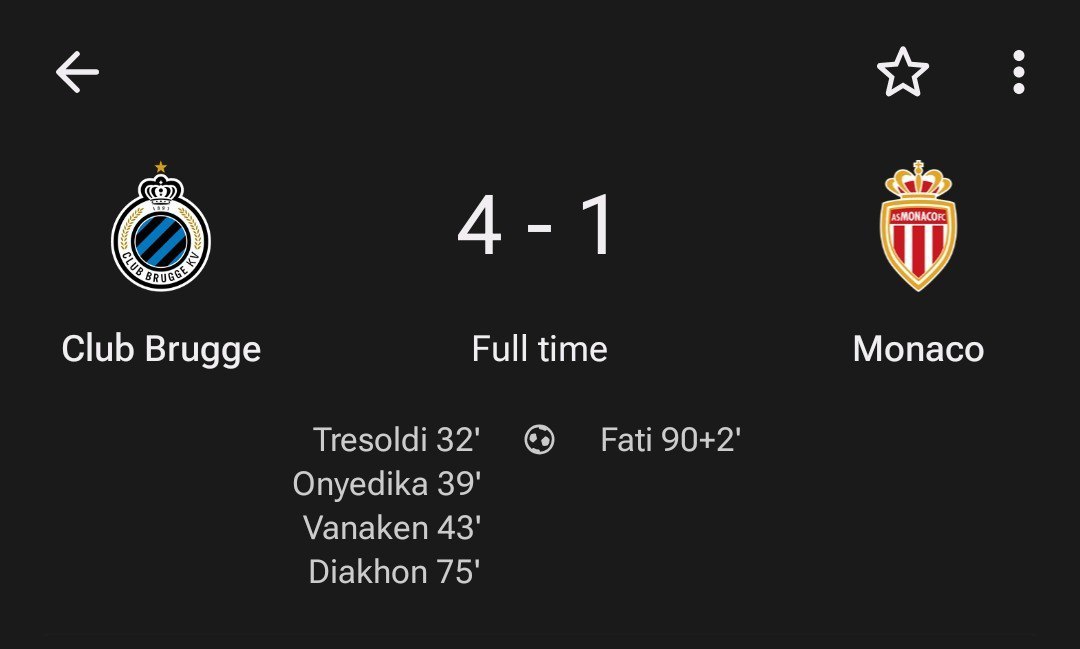 CLUB BRUGGE KV
4 - 1
AS MONACO FC
Club Brugge
Full time
Monaco
Tresoldi 32'
Fati 90+2'
Onyedika 39'
Vanaken 43'
Diakhon 75'